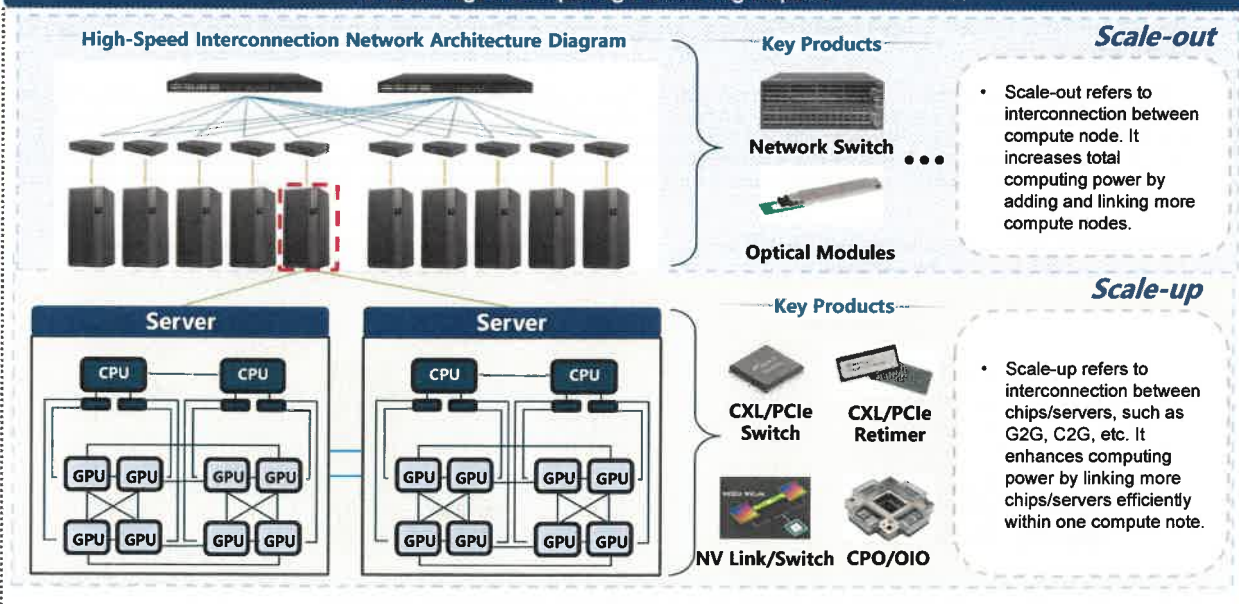 High-Speed Interconnection Network Architecture Diagram
Key Products
Network Switch
Optical Modules
Scale-out
• Scale-out refers to
interconnection between
compute node. It
increases total
computing power by
adding and linking more
compute nodes.
Server
CPU
CPU
GPU
GPU
GPU
GPU
GPU
GPU
GPU
GPU
Server
CPU
CPU
GPU
GPU
GPU
GPU
GPU
GPU
GPU
GPU
Key Products
CXL/PCIe
Switch
CXL/PCIe
Retimer
NV Link/Switch
CPO/OIO
Scale-up
• Scale-up refers to
interconnection between
chips/servers, such as
G2G, C2G, etc. It
enhances computing
power by linking more
chips/servers efficiently
within one compute note.